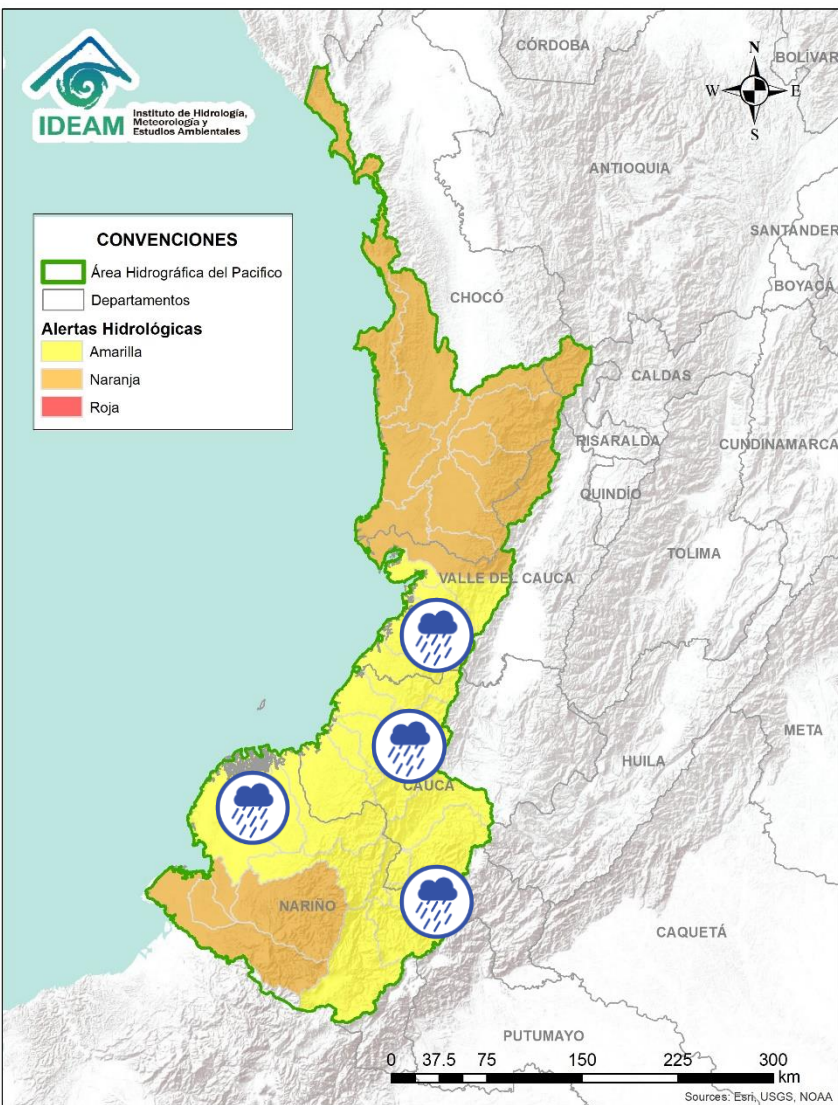 IDEAM
Instituto de Hidrología,
Meteorología y
Estudios Ambientales
N
W
E
S
CÓRDOBA
BOLÍVAR
ANTIOQUIA
SANTANDER
BOYACÁ
CHOCÓ
CALDAS
RISARALDA
CUNDINAMARCA
QUINDÍO
TOLIMA
VALLE DEL CAUCA
META
HUILA
CAUCA
NARIÑO
CAQUETÁ
PUTUMAYO
CONVENCIONES
Área Hidrográfica del Pacifico
Departamentos
Alertas Hidrológicas
Amarilla
Naranja
Roja
0 37.5 75 150 225 300
km
Sources: Esri, USGS, NOAA